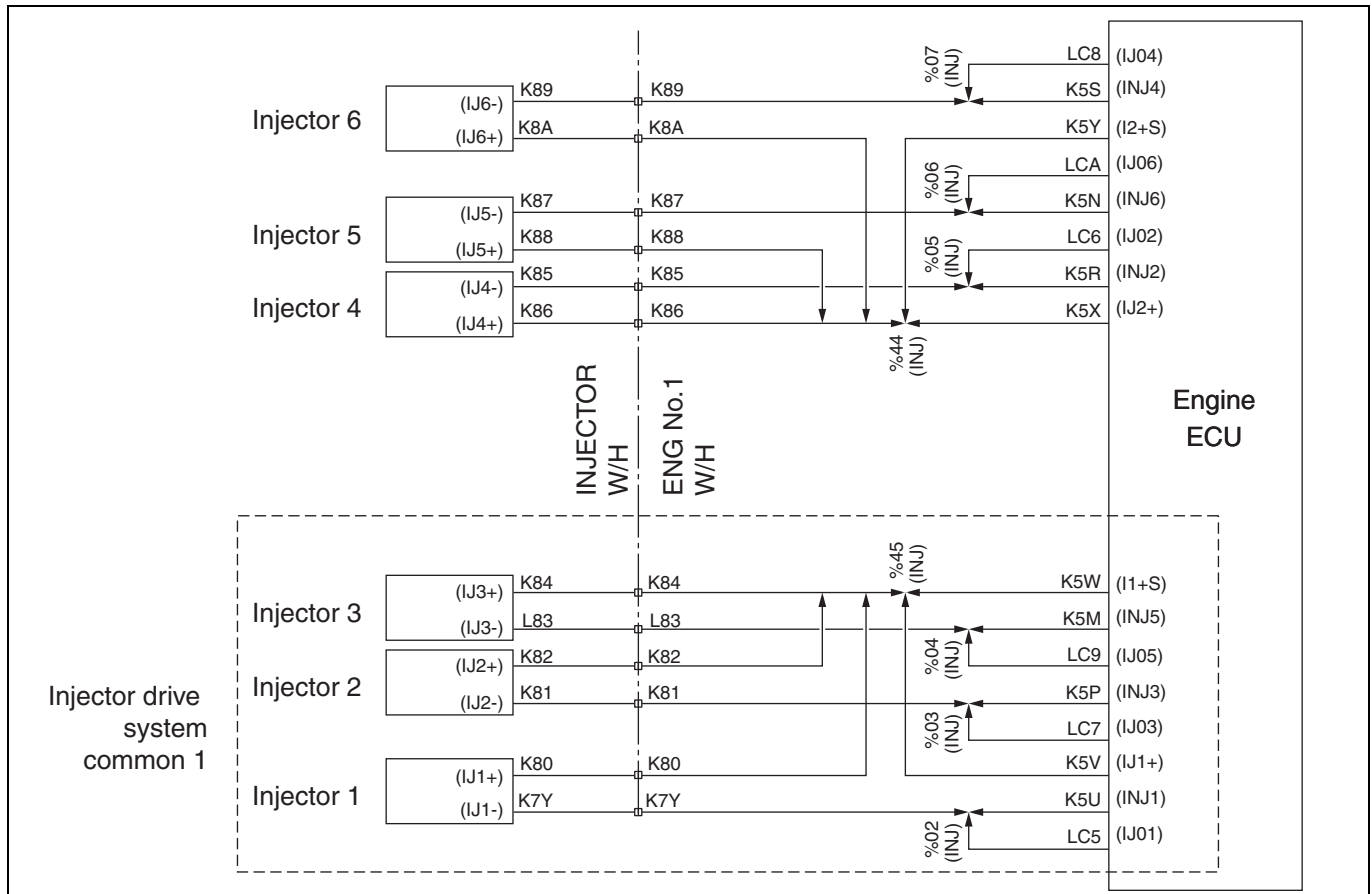 Injector 6
(IJ6-) K89 K89
(IJ6+) K8A K8A
Injector 5
(IJ5-) K87 K87
(IJ5+) K88 K88
Injector 4
(IJ4-) K85 K85
(IJ4+) K86 K86
%07
(INJ)
%06
(INJ)
%05
(INJ)
%44
(INJ)
LC8 (IJ04)
K5S (INJ4)
K5Y (I2+S)
LCA (IJ06)
K5N (INJ6)
LC6 (IJ02)
K5R (INJ2)
K5X (IJ2+)
Engine
ECU
INJECTOR
W/H
ENG No.1
W/H
Injector drive
system
common 1
Injector 3
(IJ3+) K84 K84
(IJ3-) L83 L83
Injector 2
(IJ2+) K82 K82
(IJ2-) K81 K81
Injector 1
(IJ1+) K80 K80
(IJ1-) K7Y K7Y
%45
(INJ)
%04
(INJ)
%03
(INJ)
%02
(INJ)
K5W (I1+S)
K5M (INJ5)
LC9 (IJ05)
K5P (INJ3)
LC7 (IJ03)
K5V (IJ1+)
K5U (INJ1)
LC5 (IJ01)